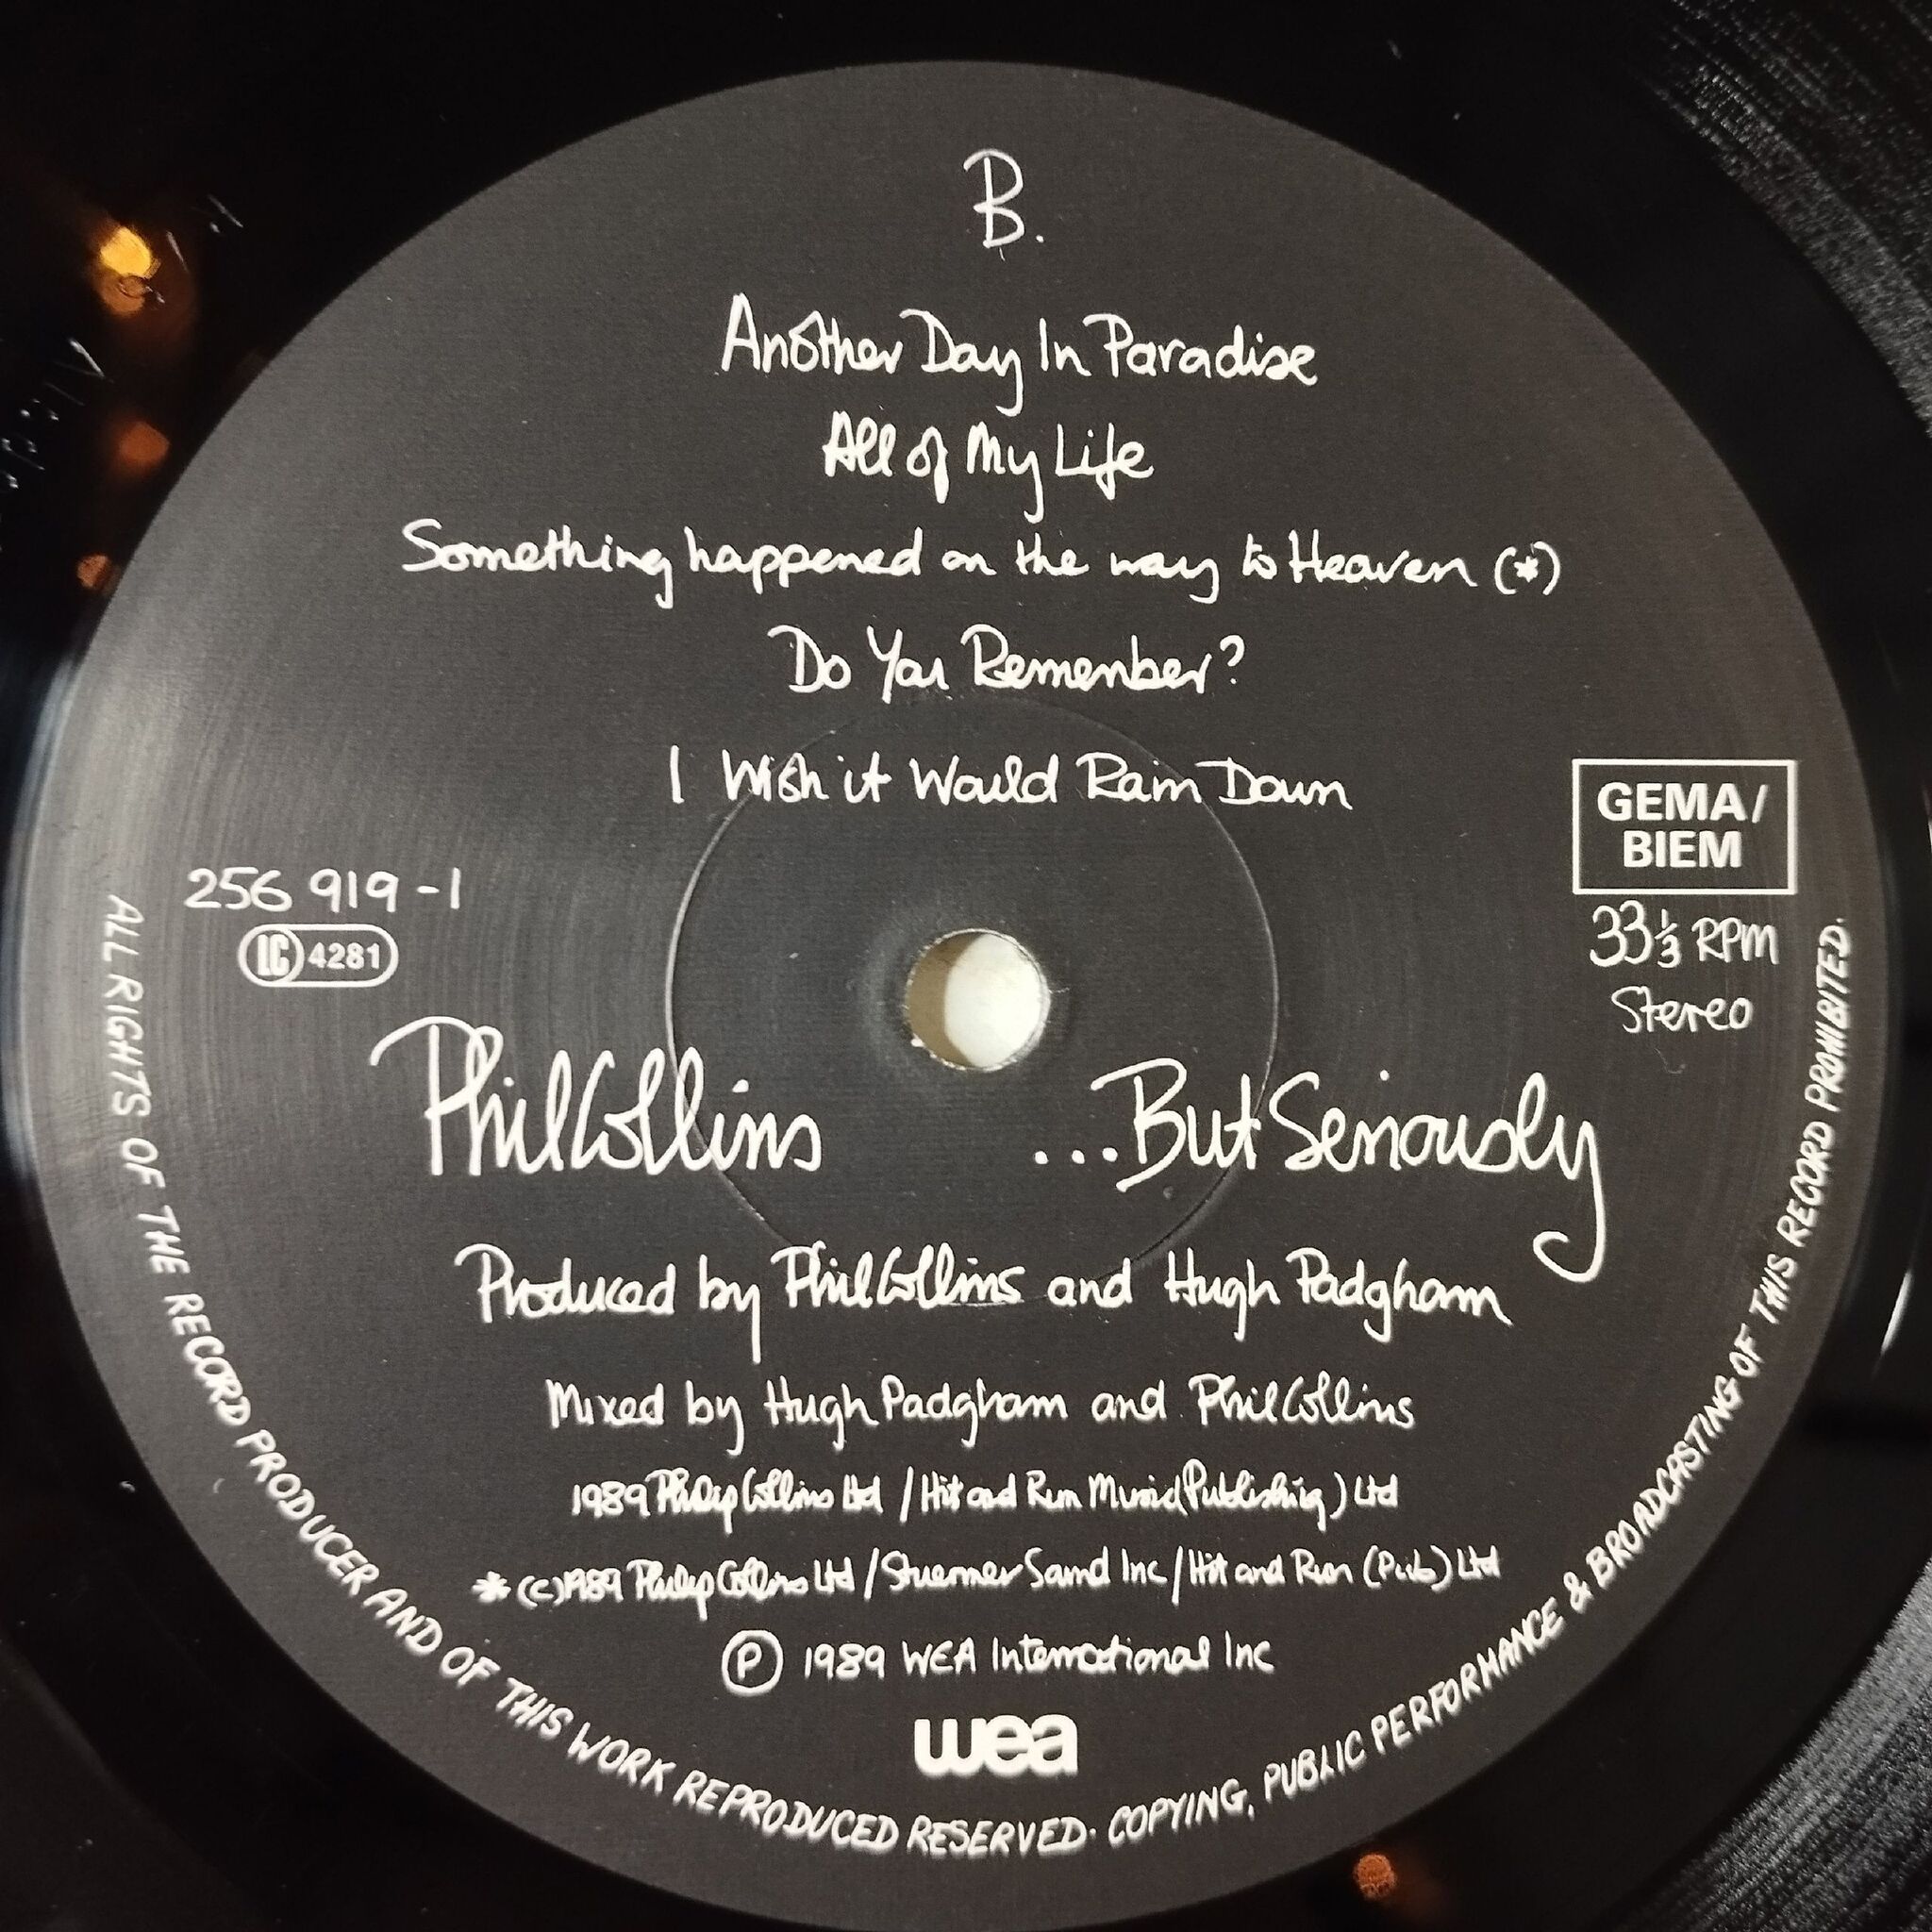 B.
Another Day In Paradise
All of My Life
Something happened on the way to Heaven (*)
Do You Remember?
I Wish it Would Rain Down
256 919-1
LC 4281
GEMA/
BIEM
33⅓ RPM
Stereo
Phil Collins ...But Seriously
Produced by Phil Collins and Hugh Padgham
Mixed by Hugh Padgham and Phil Collins
1989 Philip Collins Ltd / Hit and Run Music (Publishing) Ltd
* (c) 1989 Philip Collins Ltd / Stuermer Sound Inc / Hit and Run (Pub) Ltd
Ⓟ 1989 WEA International Inc
wea
ALL RIGHTS OF THE RECORD PRODUCER AND OF THIS WORK REPRODUCED RESERVED. COPYING, PUBLIC PERFORMANCE & BROADCASTING OF THIS RECORD PROHIBITED.